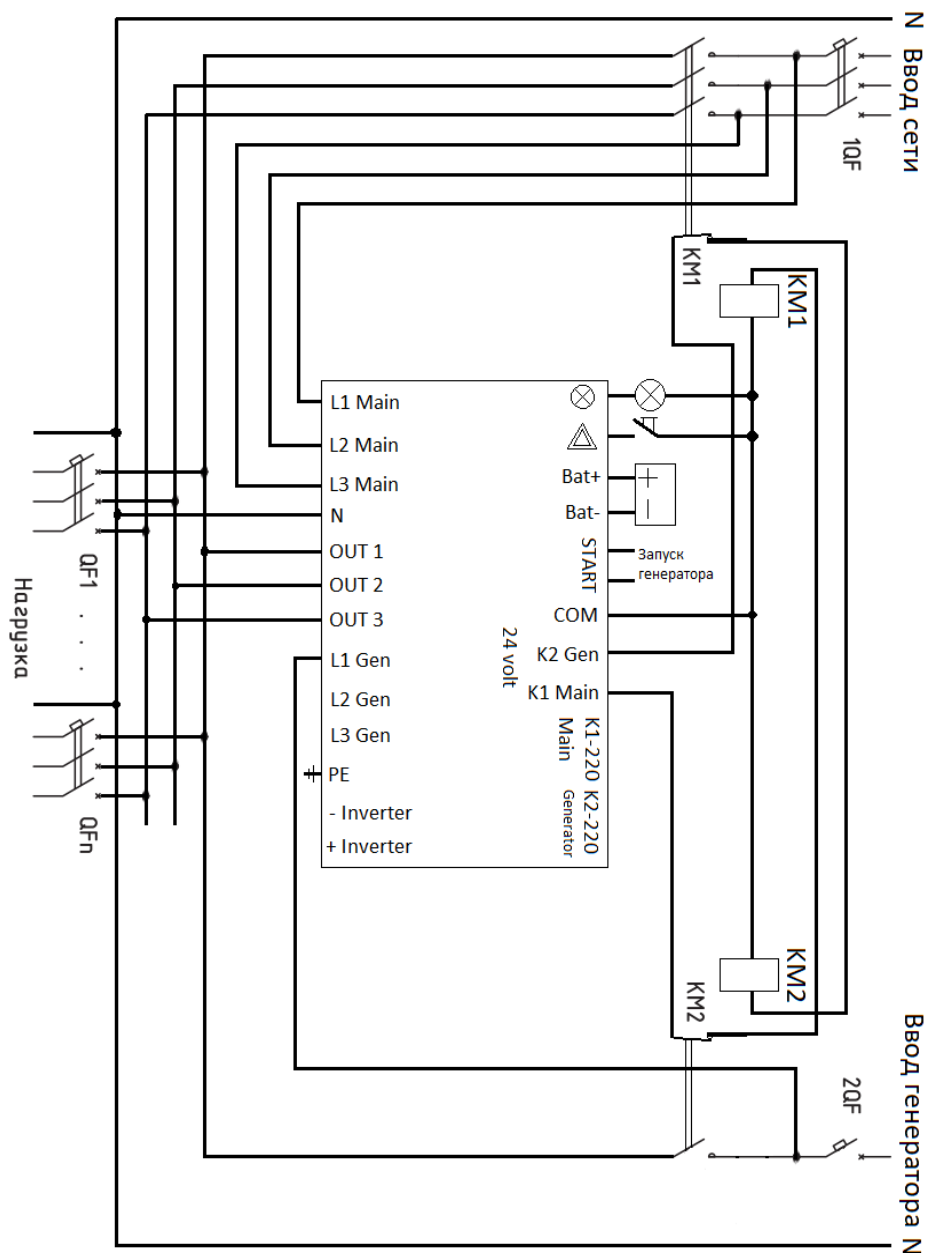 N
Ввод сети
1QF
KM1
KM1
L1 Main
L2 Main
L3 Main
N
OUT 1
OUT 2
OUT 3
L1 Gen
L2 Gen
L3 Gen
PE
- Inverter
+ Inverter
Bat+
+
Bat-
-
START
Запуск
генератора
COM
K2 Gen
K1 Main
24 volt
K1-220 K2-220
Main
Generator
QF1
. . .
Нагрузка
QFn
KM2
KM2
2QF
Ввод генератора
N